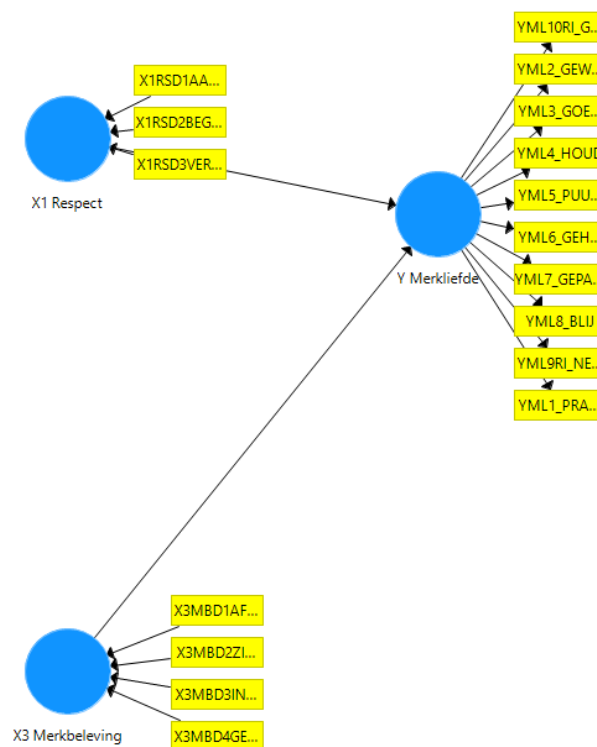 YML10RI_G...
YML2_GEW...
YML3_GOE...
YML4_HOUD
YML5_PUU...
YML6_GEH...
YML7_GEPA...
YML8_BLIJ
YML9RI_NE...
YML1_PRA...
Y Merkliefde
X1RSD1AA...
X1RSD2BEG...
X1RSD3VER...
X1 Respect
X3MBD1AF...
X3MBD2ZI...
X3MBD3IN...
X3MBD4GE...
X3 Merkbeleving